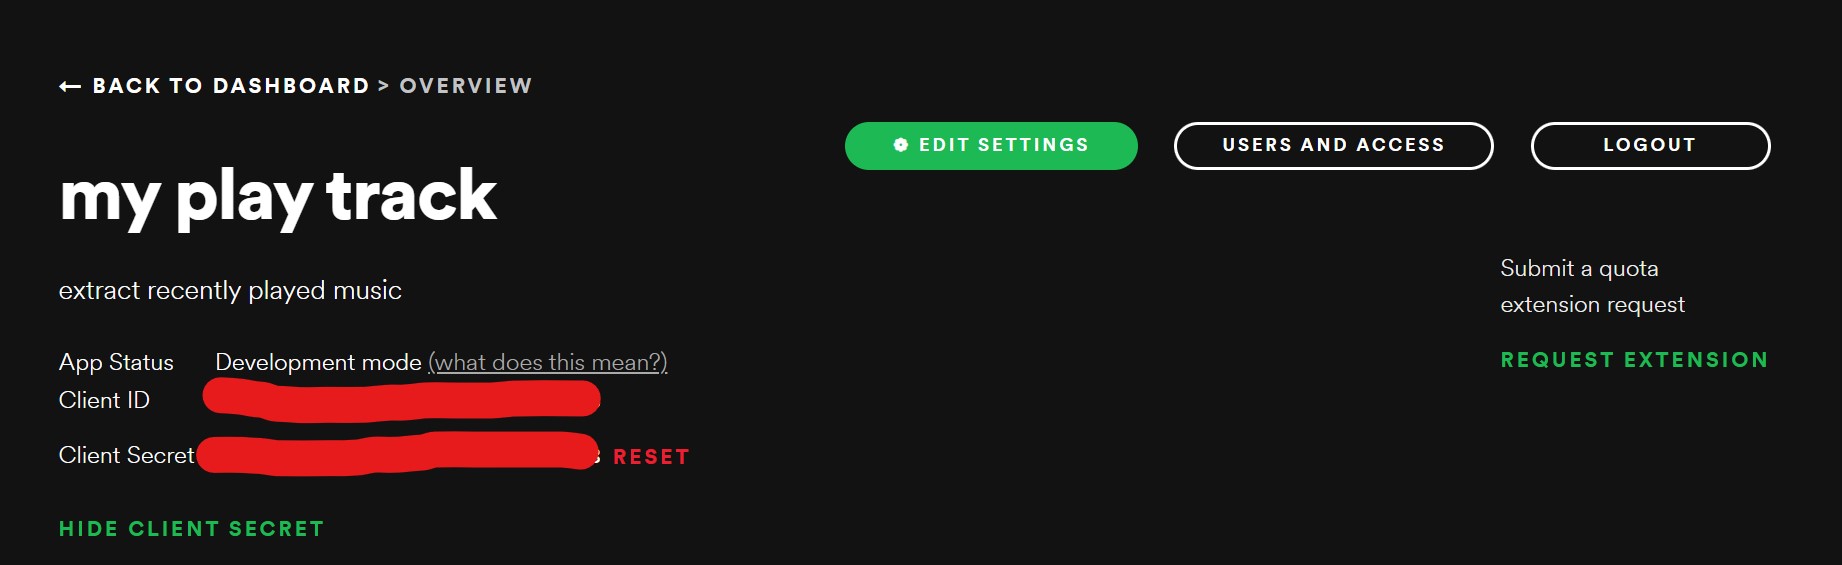 ← BACK TO DASHBOARD > OVERVIEW
EDIT SETTINGS
USERS AND ACCESS
LOGOUT
my play track
extract recently played music
Submit a quota
extension request
REQUEST EXTENSION
App Status Development mode (what does this mean?)
Client ID
Client Secret RESET
HIDE CLIENT SECRET